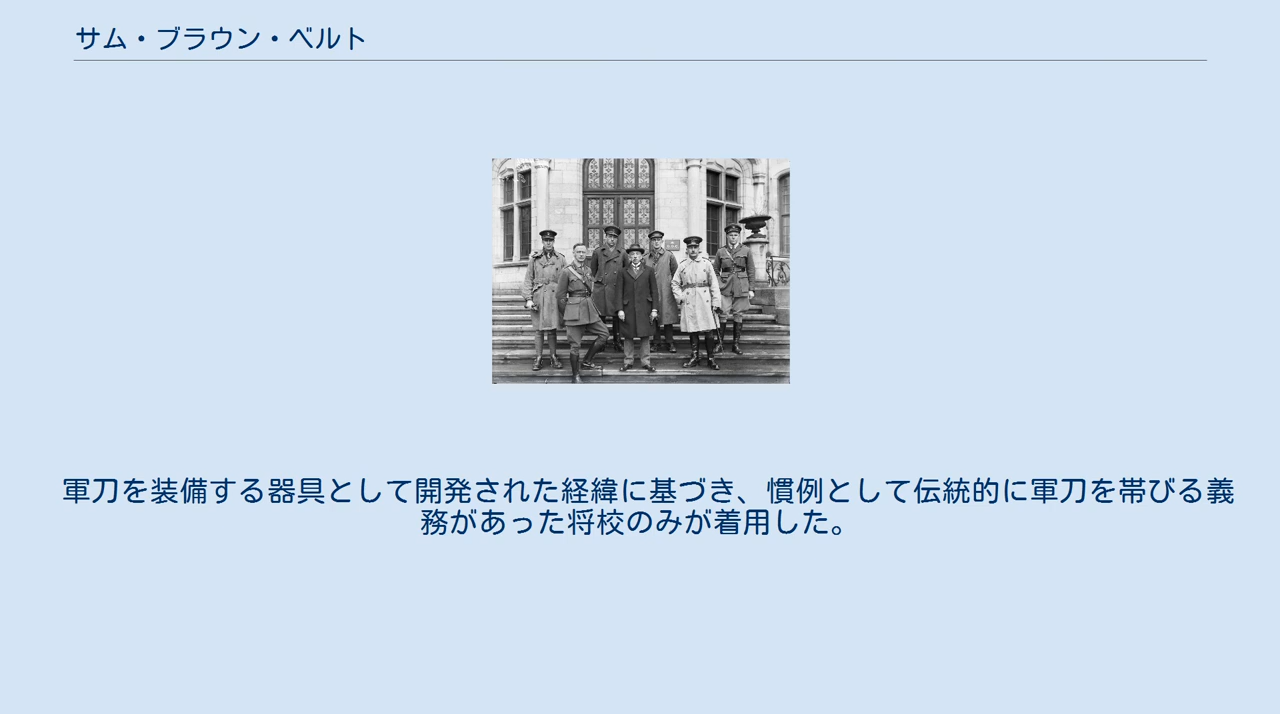 サム・ブラウン・ベルト
軍刀を装備する器具として開発された経緯に基づき、慣例として伝統的に軍刀を帯びる義
務があった将校のみが着用した。